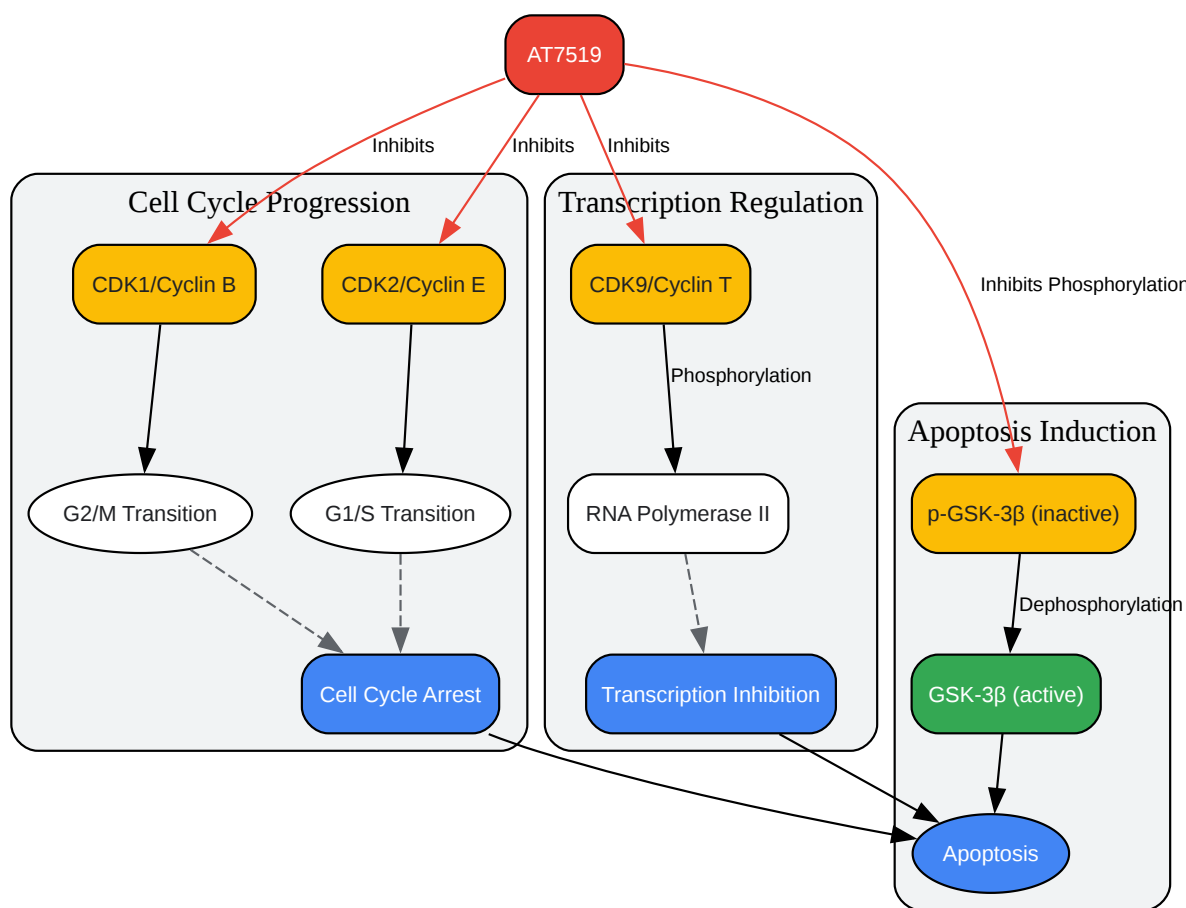 AT7519
Inhibits
Inhibits
Inhibits
Cell Cycle Progression
Transcription Regulation
CDK1/Cyclin B
CDK2/Cyclin E
CDK9/Cyclin T
Inhibits Phosphorylation
Phosphorylation
Apoptosis Induction
G2/M Transition
G1/S Transition
RNA Polymerase II
p-GSK-3β (inactive)
Dephosphorylation
Cell Cycle Arrest
Transcription Inhibition
GSK-3β (active)
Apoptosis